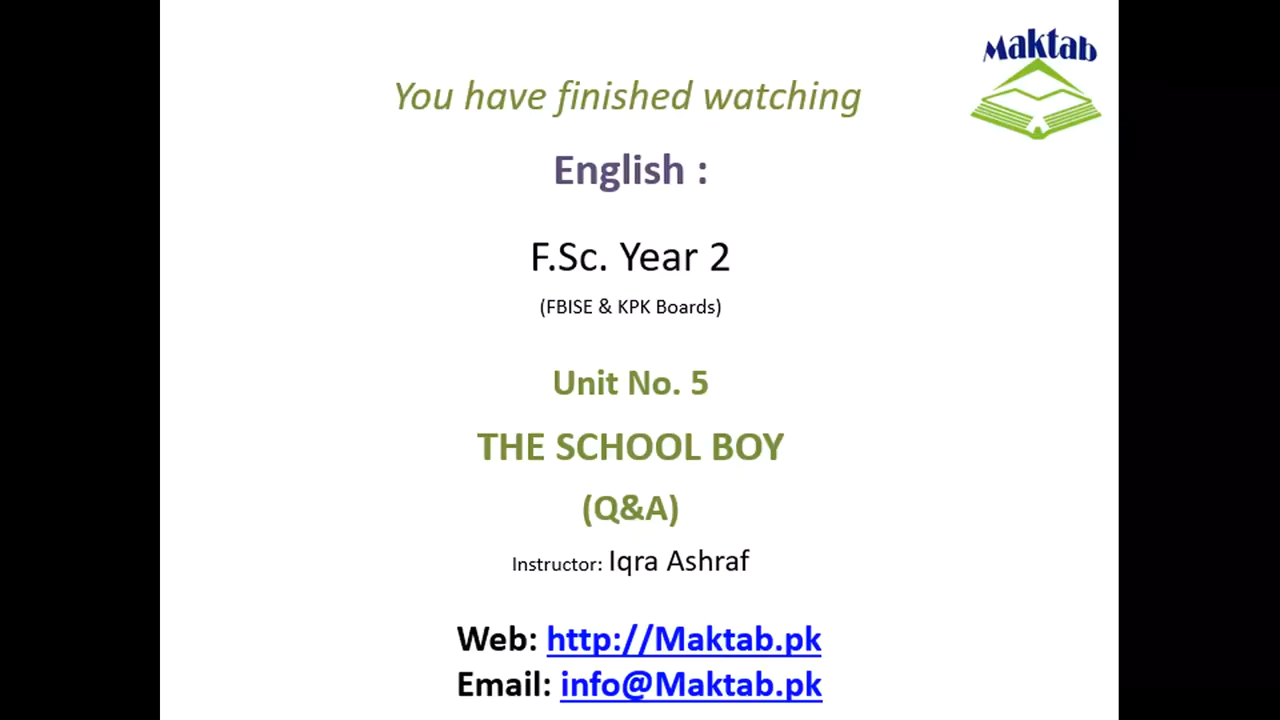 Maktab
You have finished watching
English :
F.Sc. Year 2
(FBISE & KPK Boards)
Unit No. 5
THE SCHOOL BOY
(Q&A)
Instructor: Iqra Ashraf
Web: http://Maktab.pk
Email: info@Maktab.pk